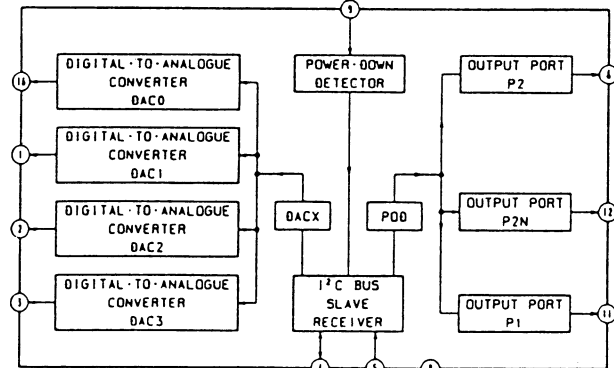 9
DIGITAL-TO-ANALOGUE
CONVERTER
DAC0
16
POWER-DOWN
DETECTOR
OUTPUT PORT
P2
6
DIGITAL-TO-ANALOGUE
CONVERTER
DAC1
1
DIGITAL-TO-ANALOGUE
CONVERTER
DAC2
2
DACX
POD
OUTPUT PORT
P2N
12
DIGITAL-TO-ANALOGUE
CONVERTER
DAC3
3
I²C BUS
SLAVE
RECEIVER
OUTPUT PORT
P1
11
5